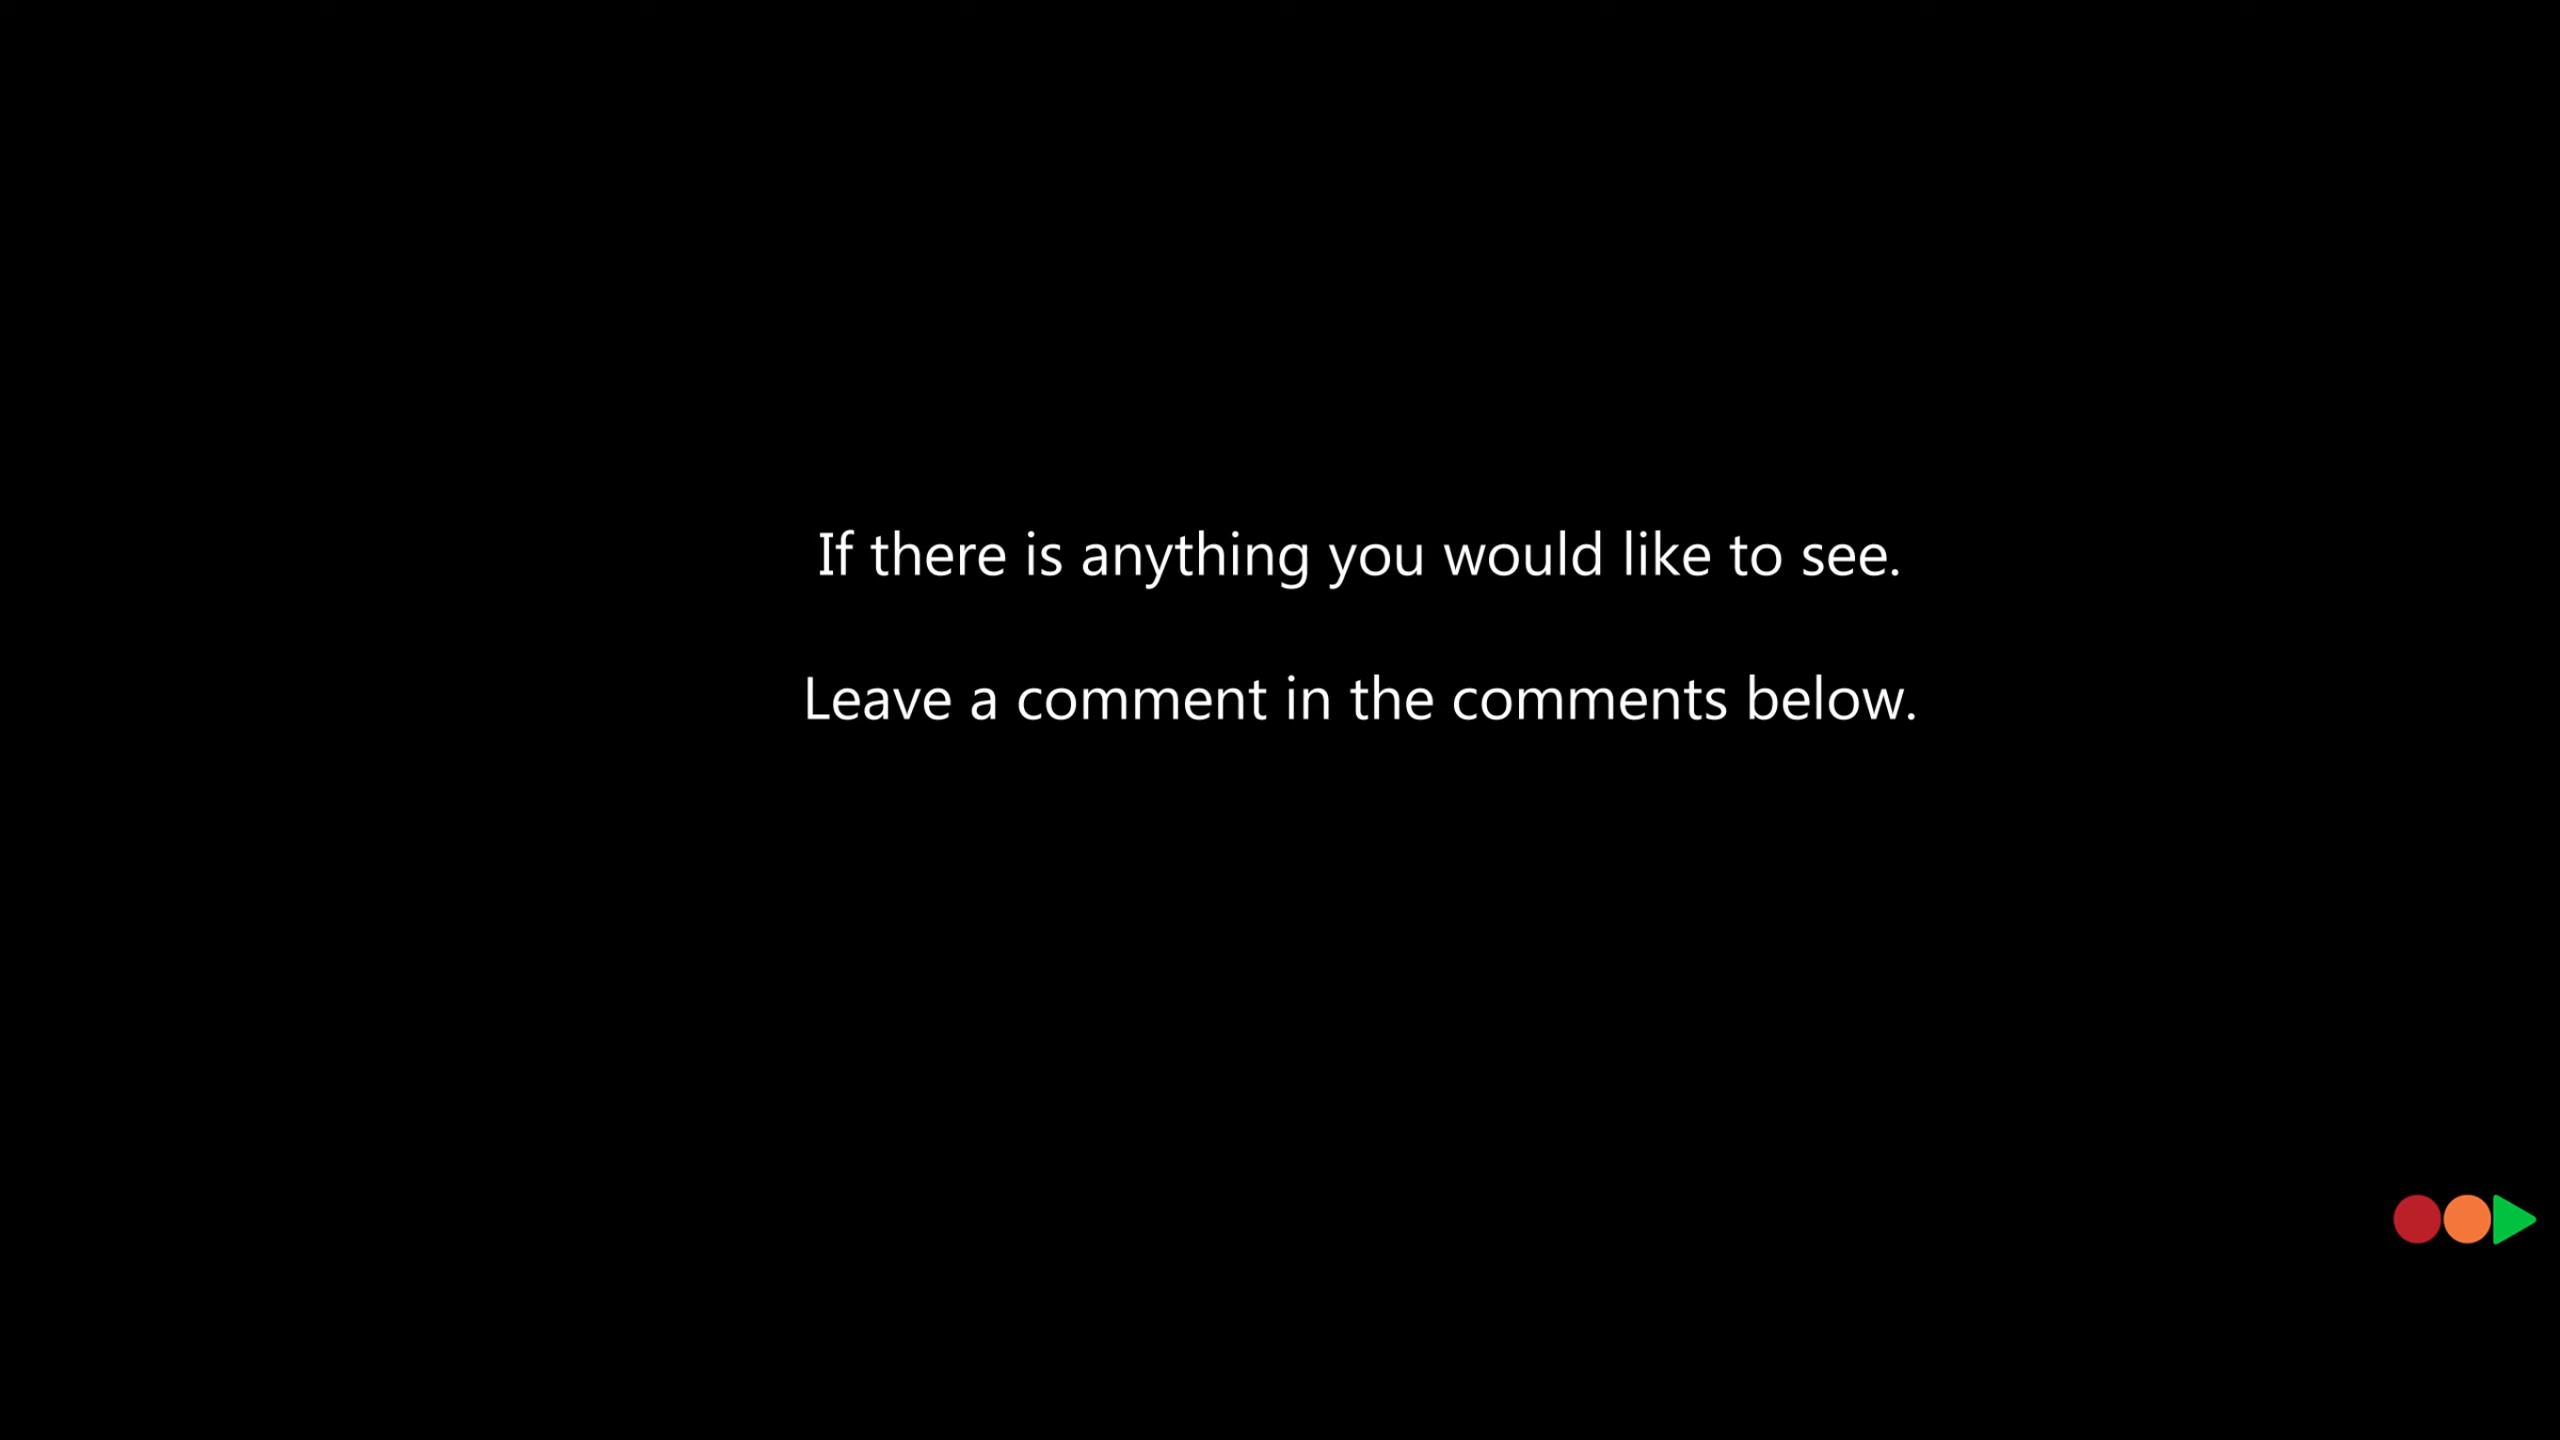 If there is anything you would like to see.
Leave a comment in the comments below.